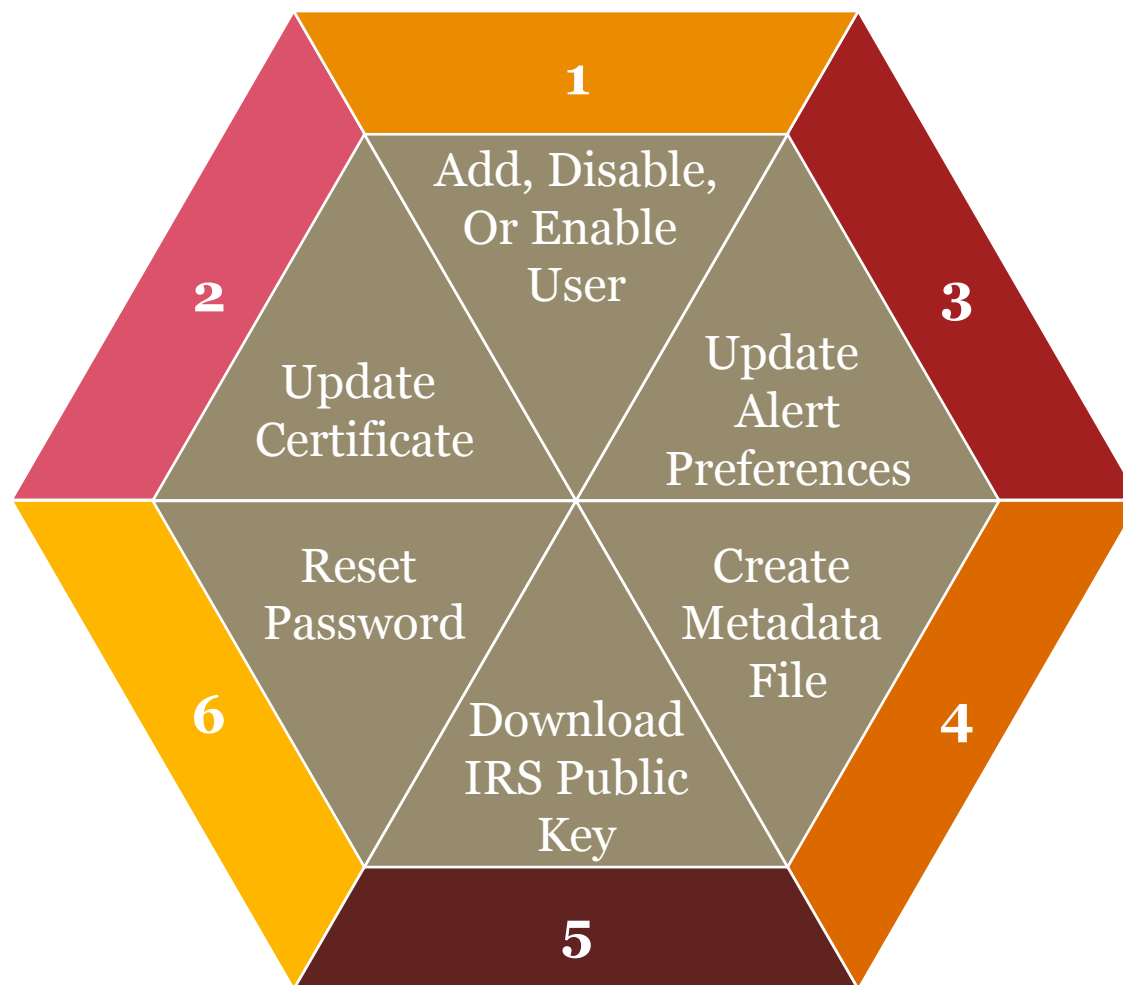 1
Add, Disable,
Or Enable
User
2
Update
Certificate
3
Update
Alert
Preferences
4
Create
Metadata
File
5
Download
IRS Public
Key
6
Reset
Password